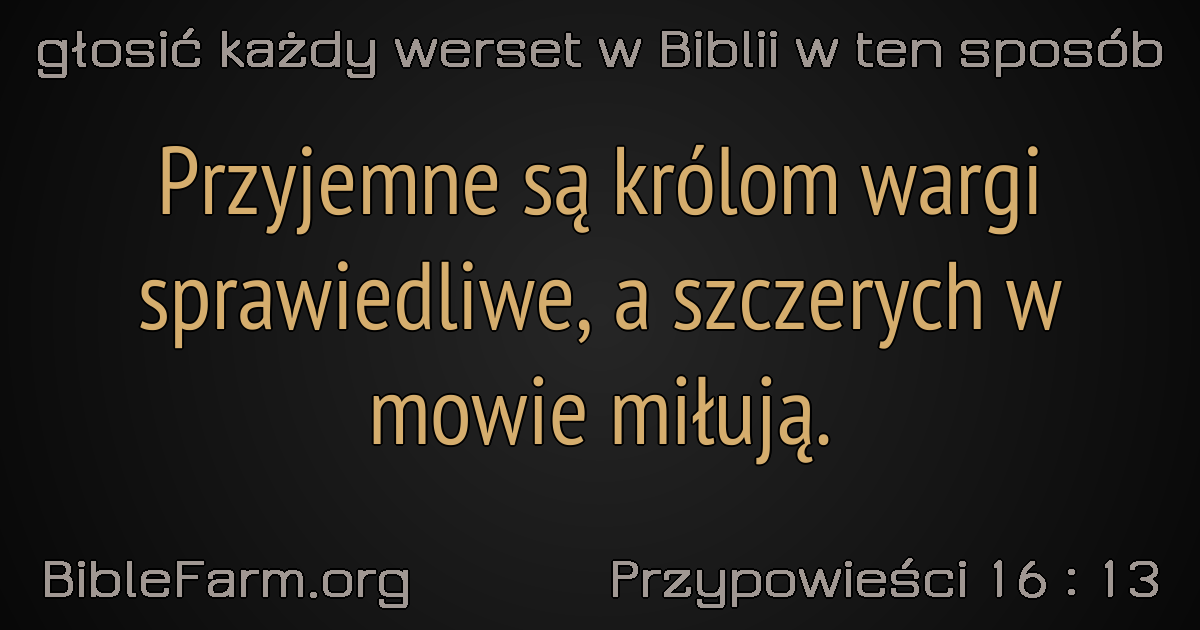 głosić każdy werset w Biblii w ten sposób
Przyjemne są królom wargi
sprawiedliwe, a szczerych w
mowie miłują.
BibleFarm.org
Przypowieści 16 : 13